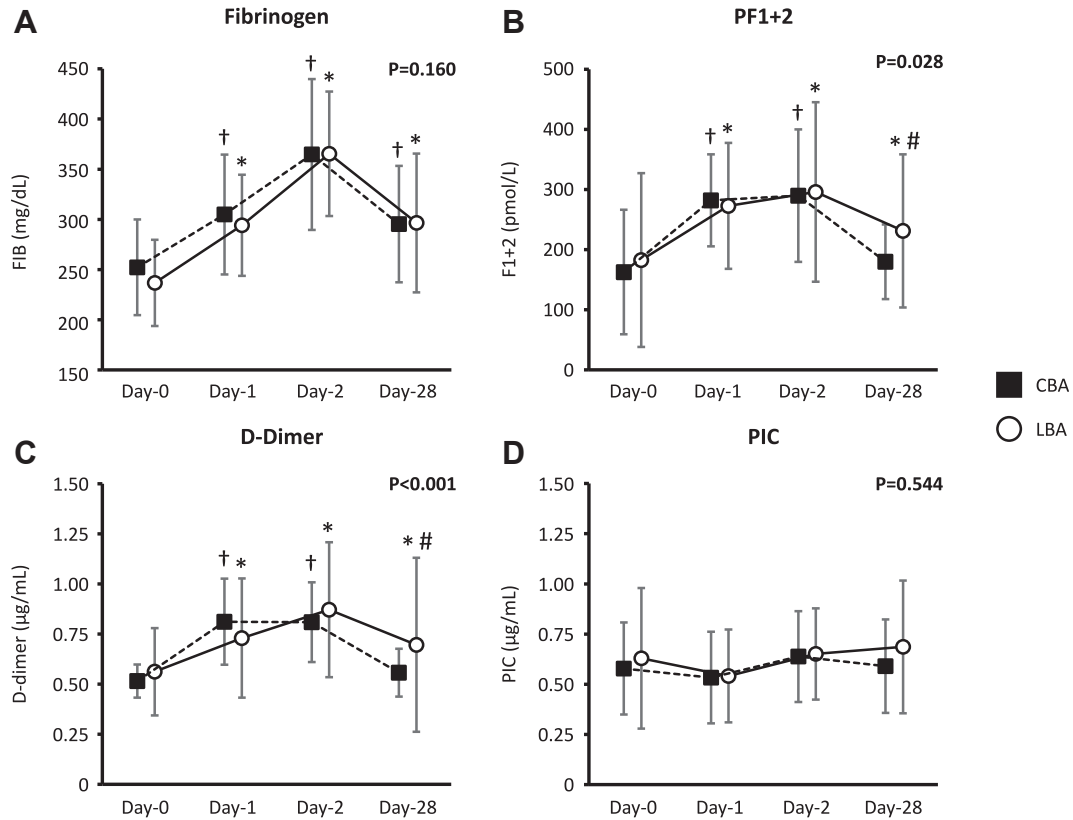 A
Fibrinogen
P=0.160
FIB (mg/dL)
450
400
350
300
250
200
150
† * † * † *
Day-0 Day-1 Day-2 Day-28
B
PF1+2
P=0.028
F1+2 (pmol/L)
500
400
300
200
100
0
† * † * * #
Day-0 Day-1 Day-2 Day-28
CBA
LBA
C
D-Dimer
P<0.001
D-dimer (µg/mL)
1.50
1.25
1.00
0.75
0.50
0.25
0
† * † * * #
Day-0 Day-1 Day-2 Day-28
D
PIC
P=0.544
PIC (µg/mL)
1.50
1.25
1.00
0.75
0.50
0.25
0
Day-0 Day-1 Day-2 Day-28